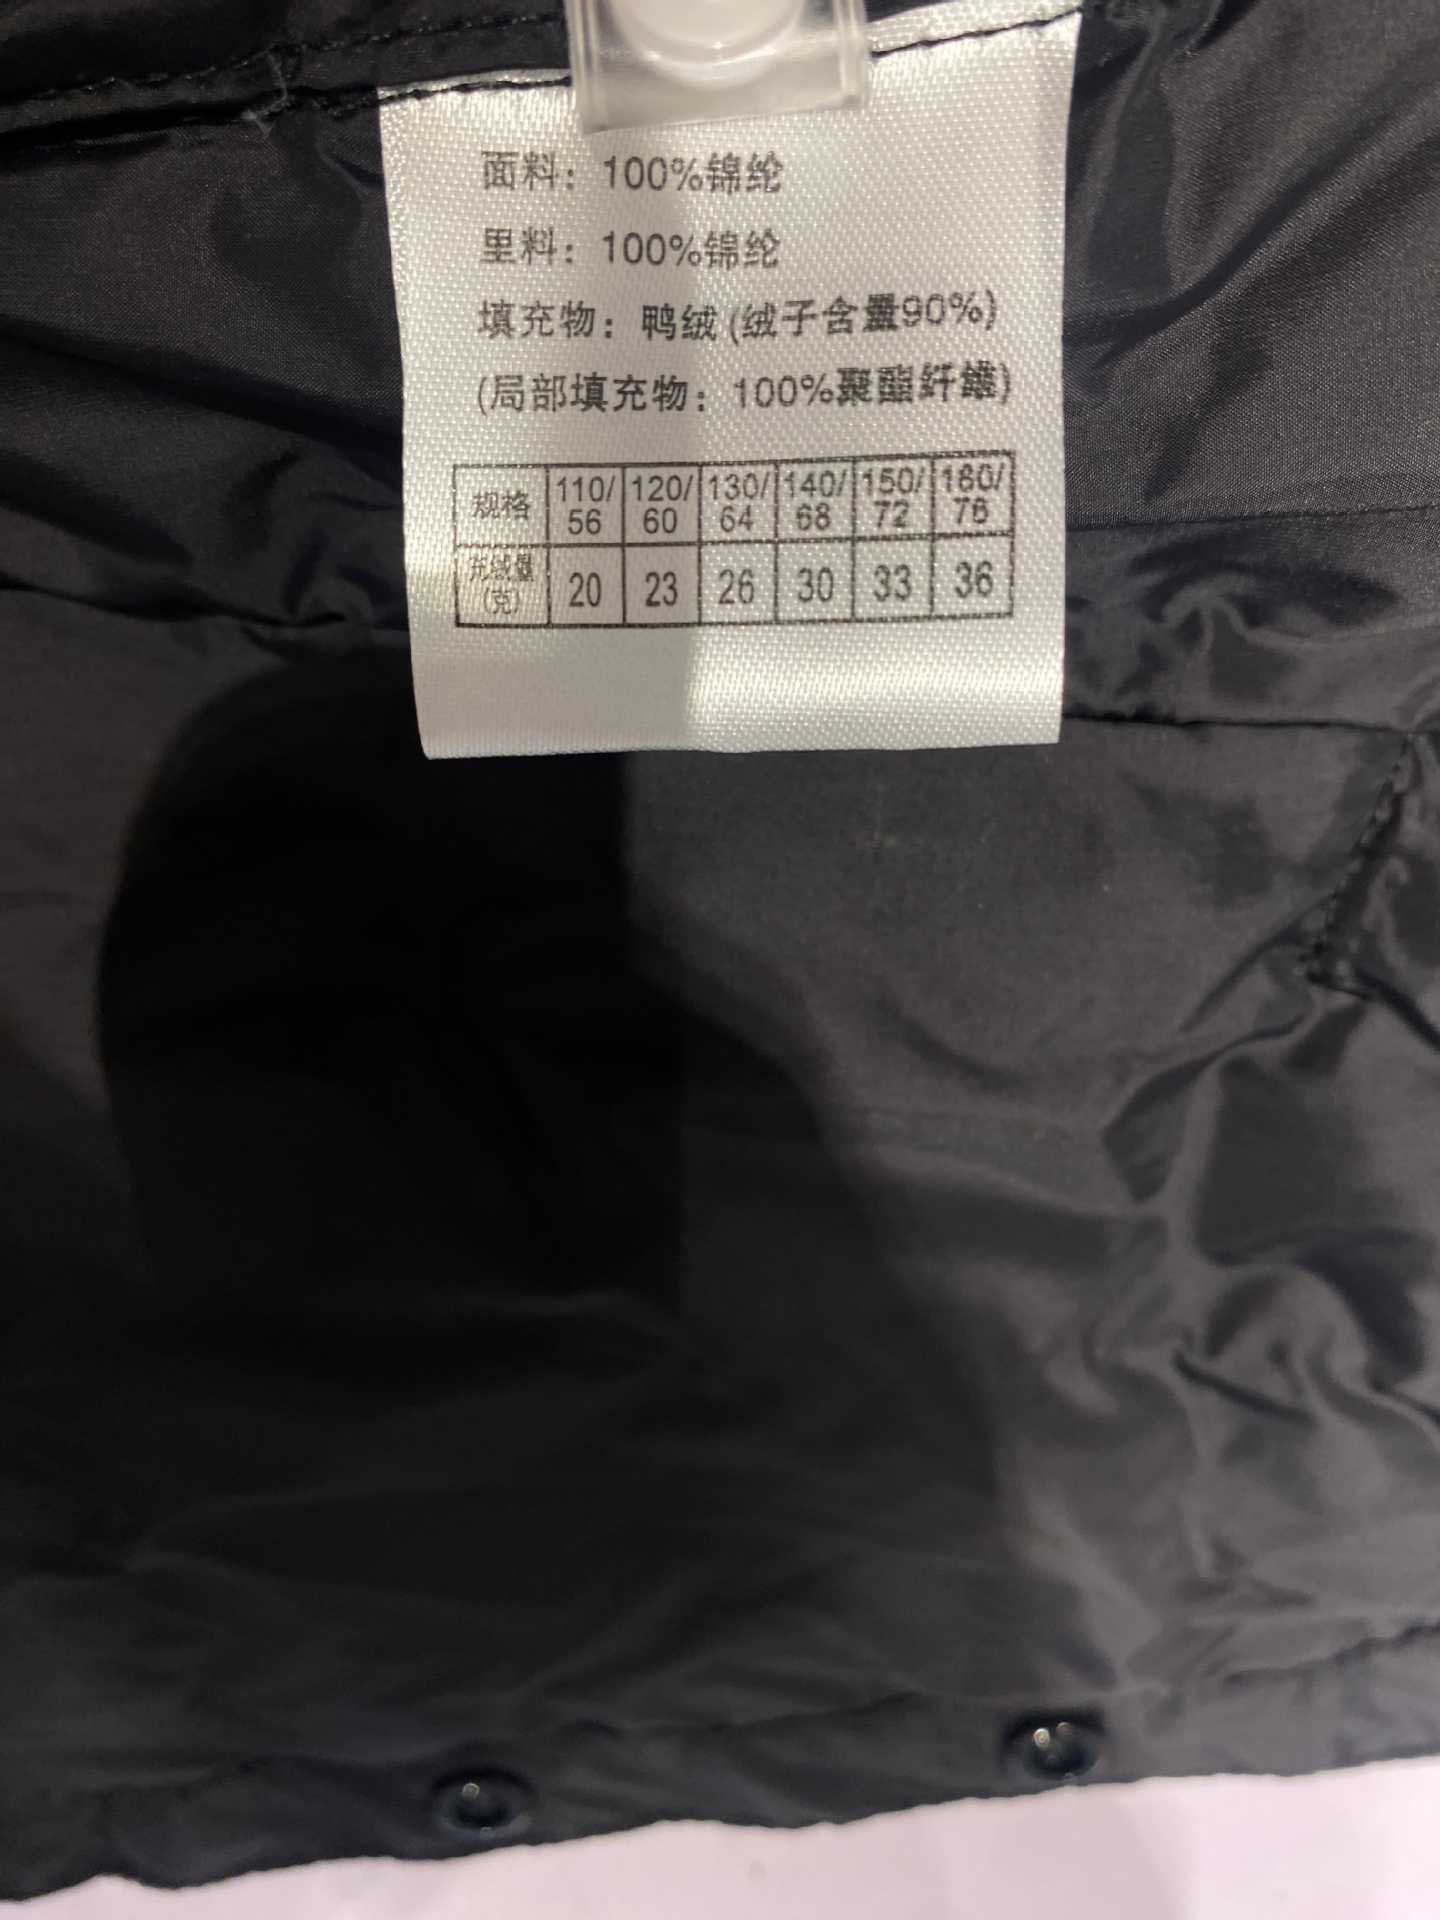 面料：100%锦纶
里料：100%锦纶
填充物：鸭绒(绒子含量90%)
(局部填充物：100%聚酯纤维)
规格 110/56 120/60 130/64 140/68 150/72 160/76
充绒量(克) 20 23 26 30 33 36